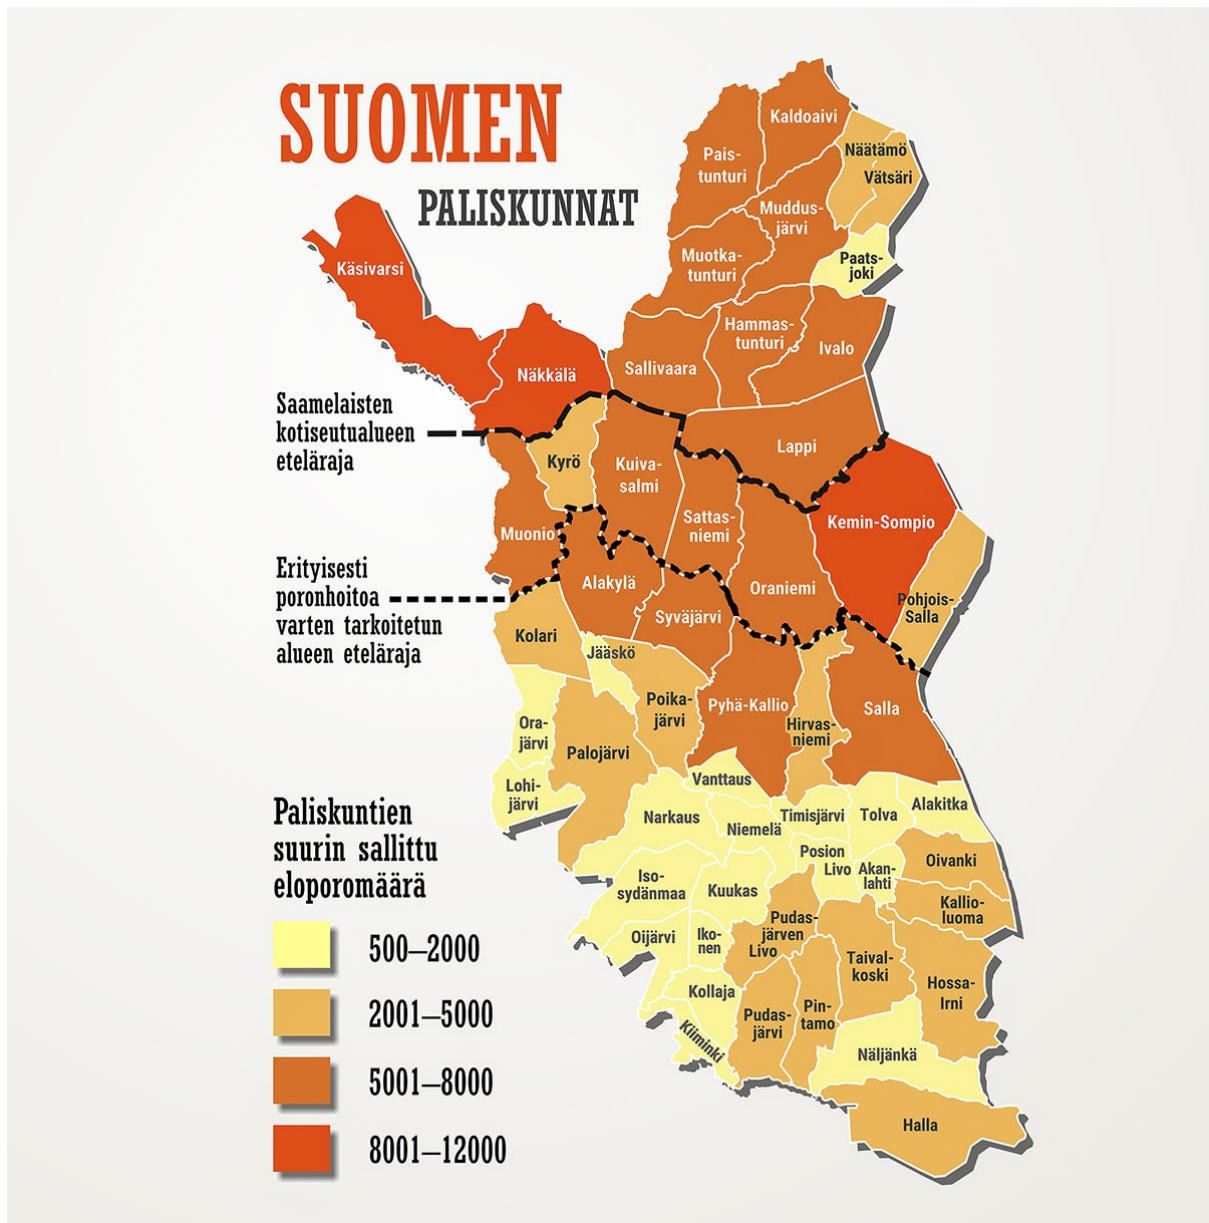 SUOMEN
PALISKUNNAT
Kaldoaivi
Pais-
tunturi
Näätämö
Vätsäri
Muddus-
järvi
Muotka-
tunturi
Paats-
joki
Käsivarsi
Näkkälä
Sallivaara
Hammas-
tunturi
Ivalo
Saamelaisten
kotiseutualueen
eteläraja
Lappi
Kyrö
Kuiva-
salmi
Sattas-
niemi
Kemin-Sompio
Muonio
Erityisesti
poronhoitoa
varten tarkoitetun
alueen eteläraja
Alakylä
Oraniemi
Pohjois-
Salla
Syväjärvi
Kolari
Jääskö
Poika-
järvi
Pyhä-Kallio
Hirvas-
niemi
Salla
Ora-
järvi
Palojärvi
Lohi-
järvi
Vanttaus
Narkaus
Niemelä
Timisjärvi
Tolva
Alakitka
Posion
Livo
Akan-
lahti
Oivanki
Iso-
sydänmaa
Kuukas
Kallio-
luoma
Pudas-
järven
Livo
Oijärvi
Iko-
nen
Taival-
koski
Hossa-
Irni
Kollaja
Pudas-
järvi
Pin-
tamo
Kiiminki
Näljänkä
Halla
Paliskuntien
suurin sallittu
eloporomäärä
500–2000
2001–5000
5001–8000
8001–12000